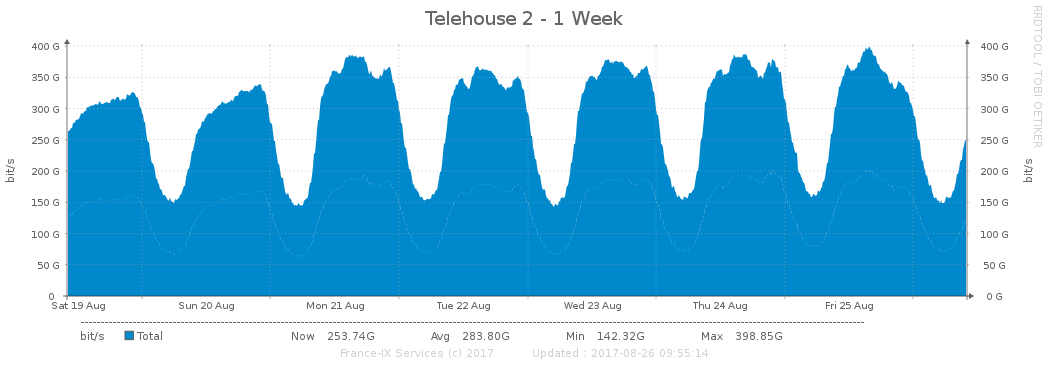 Telehouse 2 - 1 Week
RRDTOOL / TOBI OETIKER
bit/s
400 G
350 G
300 G
250 G
200 G
150 G
100 G
50 G
0
400 G
350 G
300 G
250 G
200 G
150 G
100 G
50 G
0 G
bit/s
Sat 19 Aug Sun 20 Aug Mon 21 Aug Tue 22 Aug Wed 23 Aug Thu 24 Aug Fri 25 Aug
bit/s Total Now 253.74G Avg 283.80G Min 142.32G Max 398.85G
France-IX Services (c) 2017 Updated : 2017-08-26 09:55:14